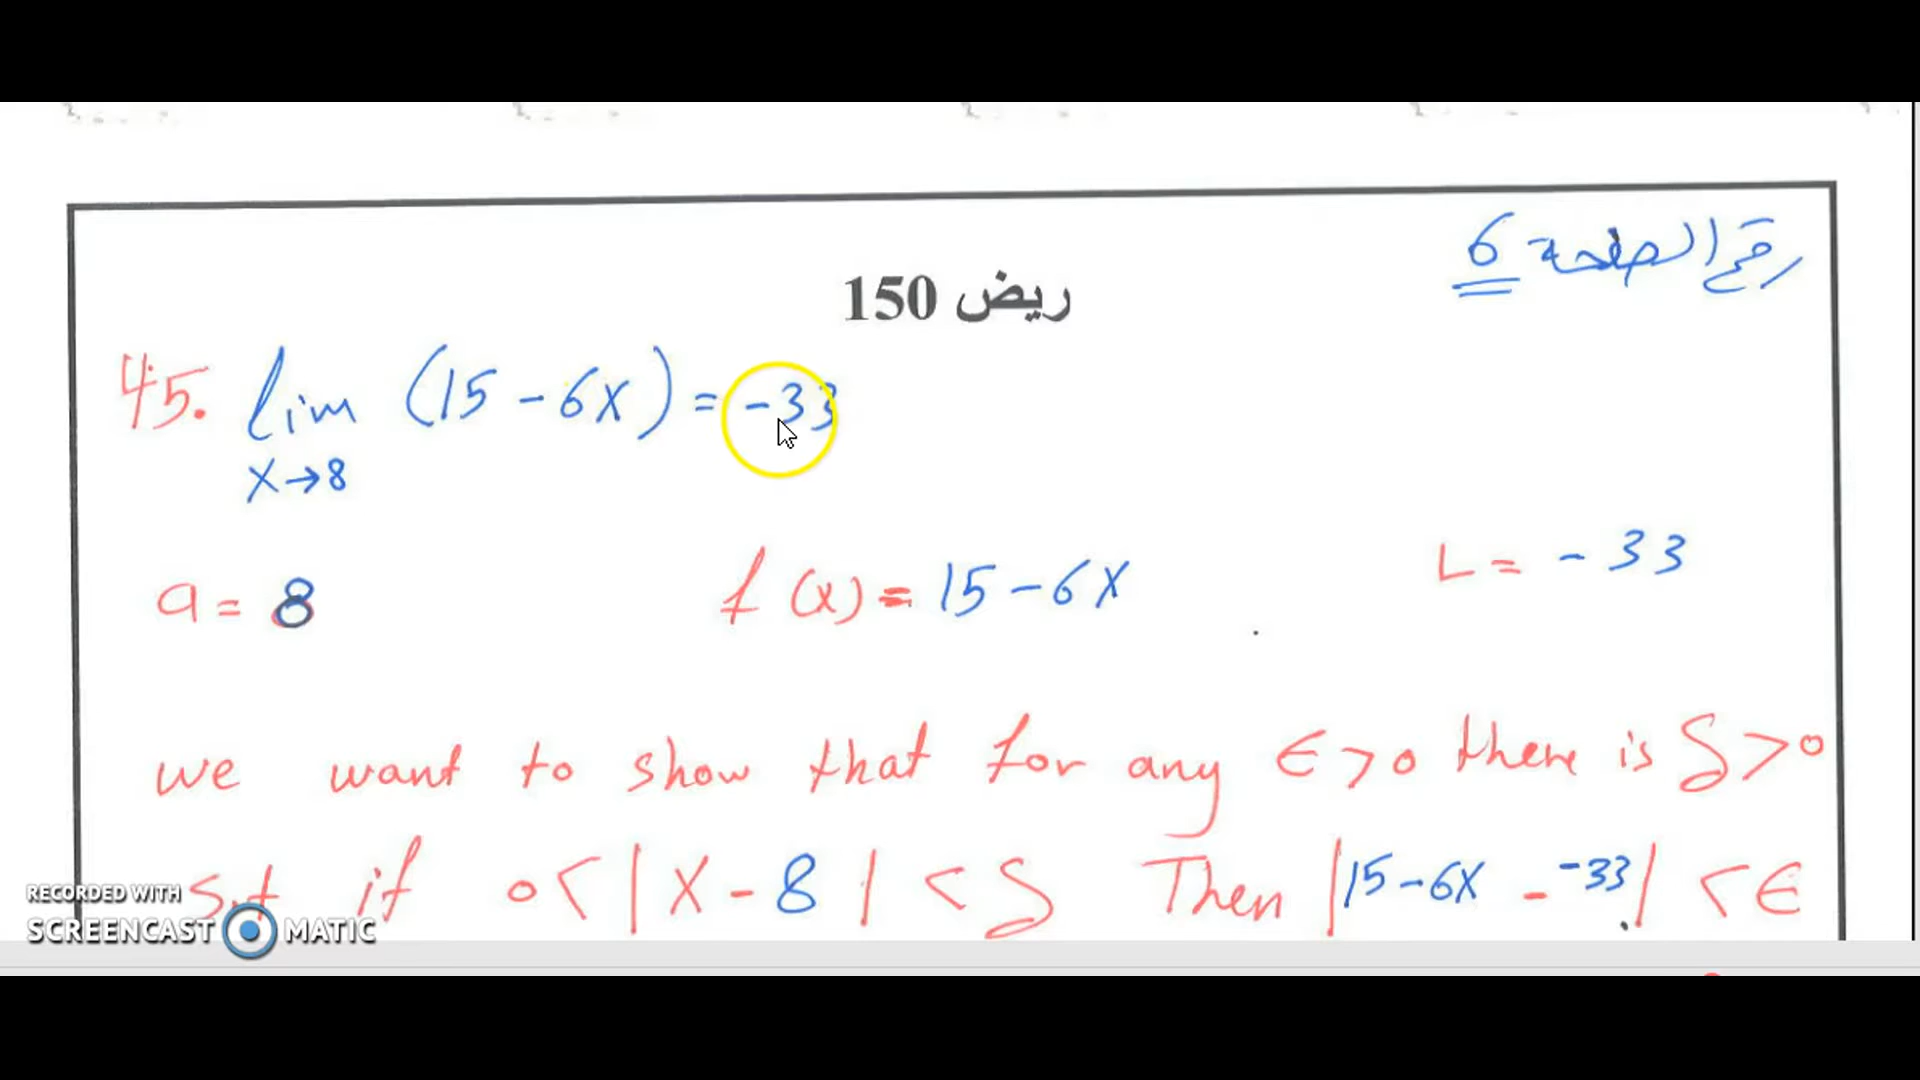 رقم الصفحة 6
ريض 150
45. lim (15 - 6x) = -33
x→8
a = 8 f(x) = 15 - 6x L = -33
we want to show that for any ϵ > 0 there is δ > 0
s.t if 0 < |x - 8| < δ Then |15 - 6x - -33| < ϵ
RECORDED WITH
SCREENCAST MATIC